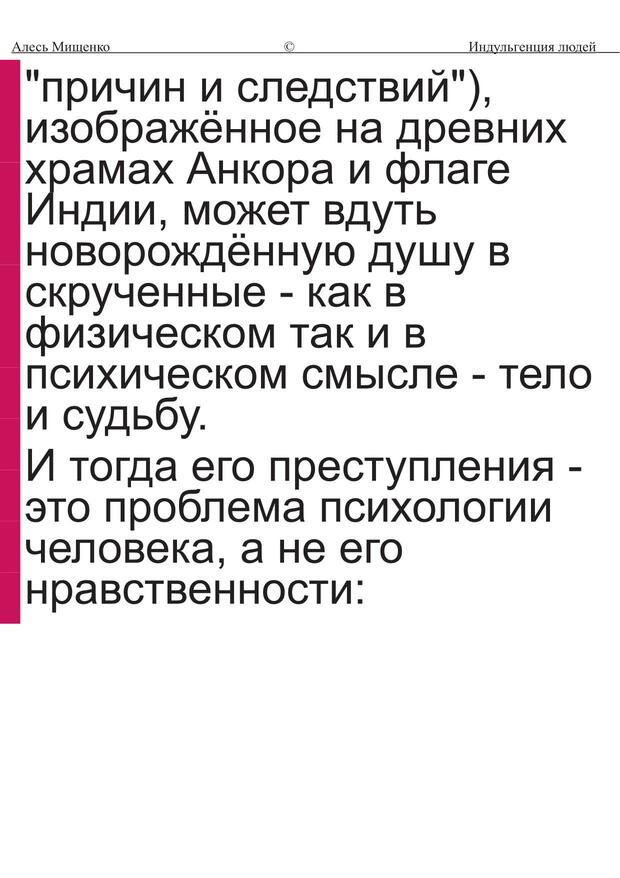 Алесь Мищенко © Индульгенция людей
"причин и следствий"),
изображённое на древних
храмах Анкора и флаге
Индии, может вдуть
новорождённую душу в
скрученные - как в
физическом так и в
психическом смысле - тело
и судьбу.
И тогда его преступления -
это проблема психологии
человека, а не его
нравственности: